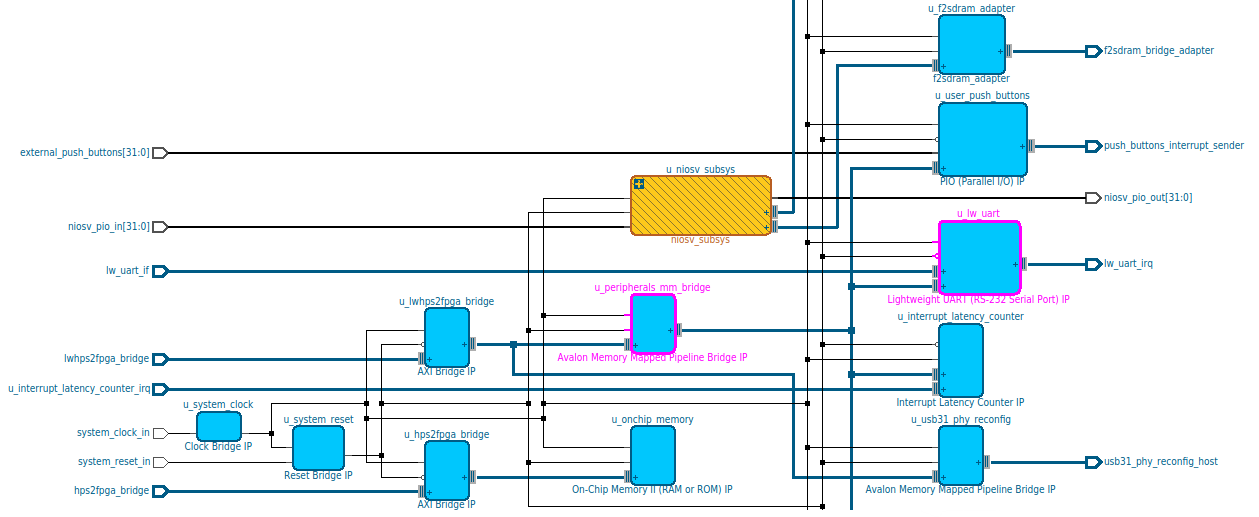 u_f2sdram_adapter
f2sdram_bridge_adapter
f2sdram_adapter
u_user_push_buttons
external_push_buttons[31:0]
push_buttons_interrupt_sender
u_niosv_subsys
PIO (Parallel I/O) IP
niosv_pio_out[31:0]
u_lw_uart
niosv_pio_in[31:0]
niosv_subsys
lw_uart_if
lw_uart_irq
u_peripherals_mm_bridge
Lightweight UART (RS-232 Serial Port) IP
u_lwhps2fpga_bridge
u_interrupt_latency_counter
lwhps2fpga_bridge
Avalon Memory Mapped Pipeline Bridge IP
AXI Bridge IP
u_interrupt_latency_counter_irq
u_system_clock
Interrupt Latency Counter IP
u_system_reset
u_onchip_memory
u_usb31_phy_reconfig
system_clock_in
u_hps2fpga_bridge
Clock Bridge IP
system_reset_in
usb31_phy_reconfig_host
Reset Bridge IP
hps2fpga_bridge
On-Chip Memory II (RAM or ROM) IP
Avalon Memory Mapped Pipeline Bridge IP
AXI Bridge IP